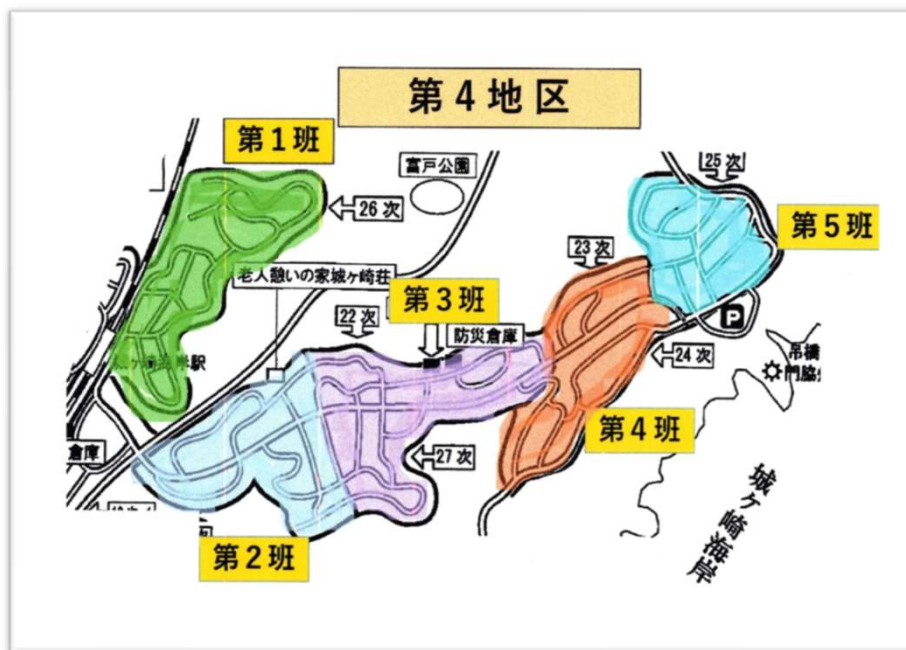 第4地区
第1班
25次
富戸公園
26次
第5班
23次
老人憩いの家城ヶ崎荘
第3班
22次
防災倉庫
P
24次
吊橋
門脇
海岸駅
第4班
倉庫
27次
城ヶ崎海岸
第2班